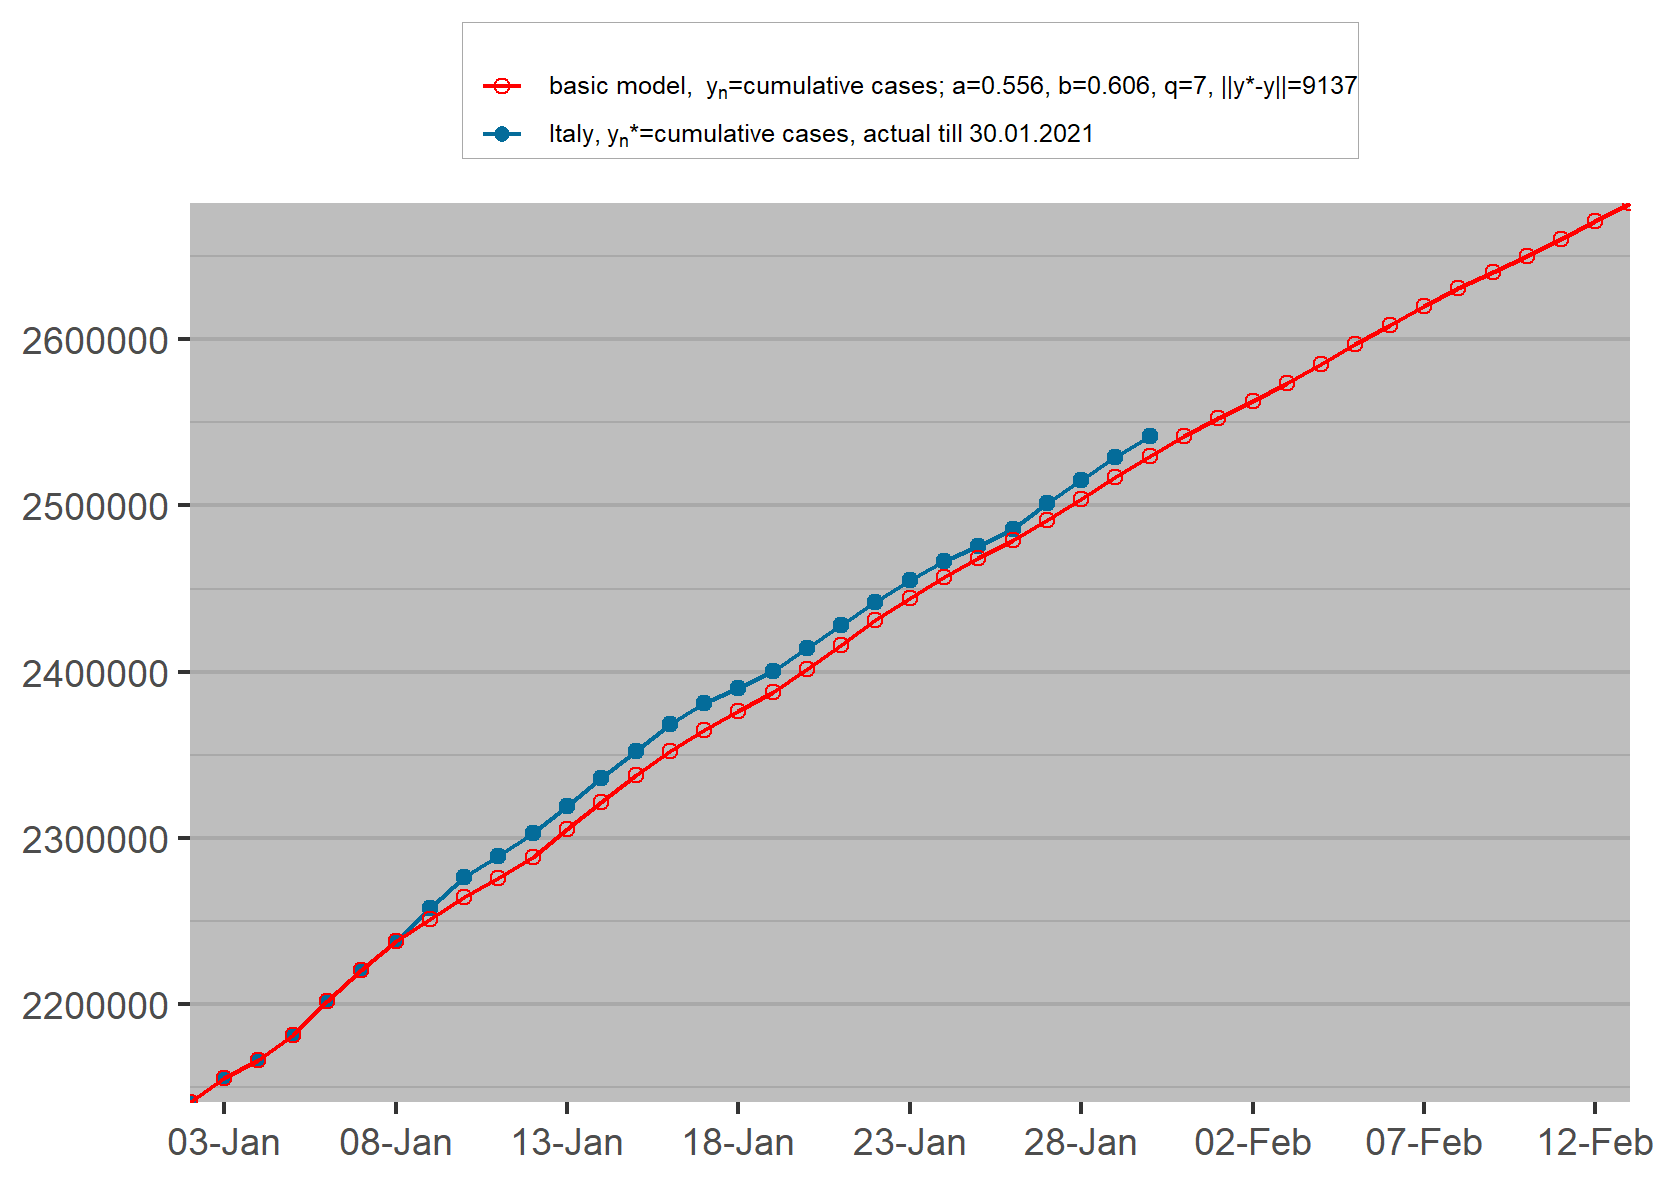 basic model,  yn=cumulative cases; a=0.556, b=0.606, q=7, ||y*-y||=9137
Italy, yn*=cumulative cases, actual till 30.01.2021
2600000
2500000
2400000
2300000
2200000
03-Jan 08-Jan 13-Jan 18-Jan 23-Jan 28-Jan 02-Feb 07-Feb 12-Feb